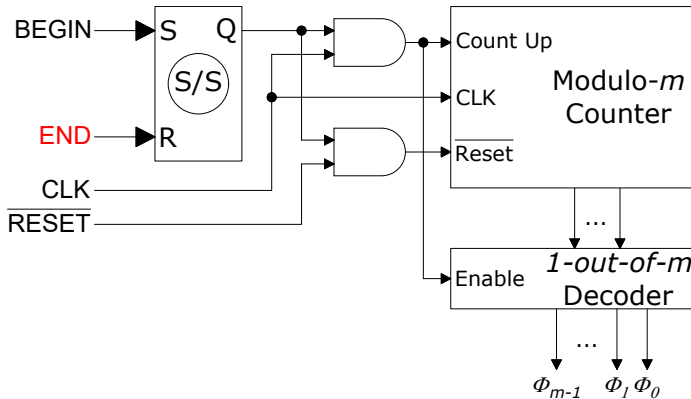 BEGIN
S
Q
S/S
END
R
CLK
RESET
Count Up
CLK
Reset
Modulo-m
Counter
...
Enable
1-out-of-m
Decoder
...
Φm-1
Φ1
Φ0